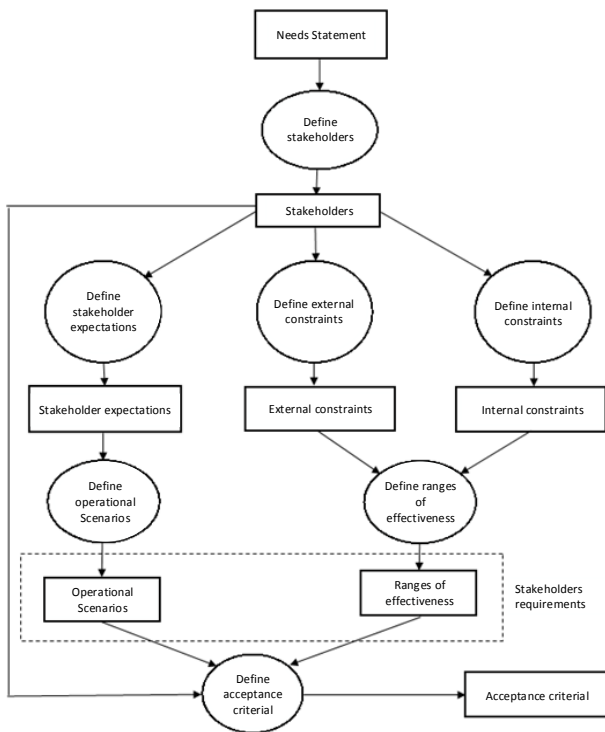 Needs Statement
Define
stakeholders
Stakeholders
Define
stakeholder
expectations
Define external
constraints
Define internal
constraints
Stakeholder expectations
External constraints
Internal constraints
Define
operational
Scenarios
Define ranges
of
effectiveness
Operational
Scenarios
Ranges of
effectiveness
Stakeholders
requirements
Define
acceptance
criterial
Acceptance criterial